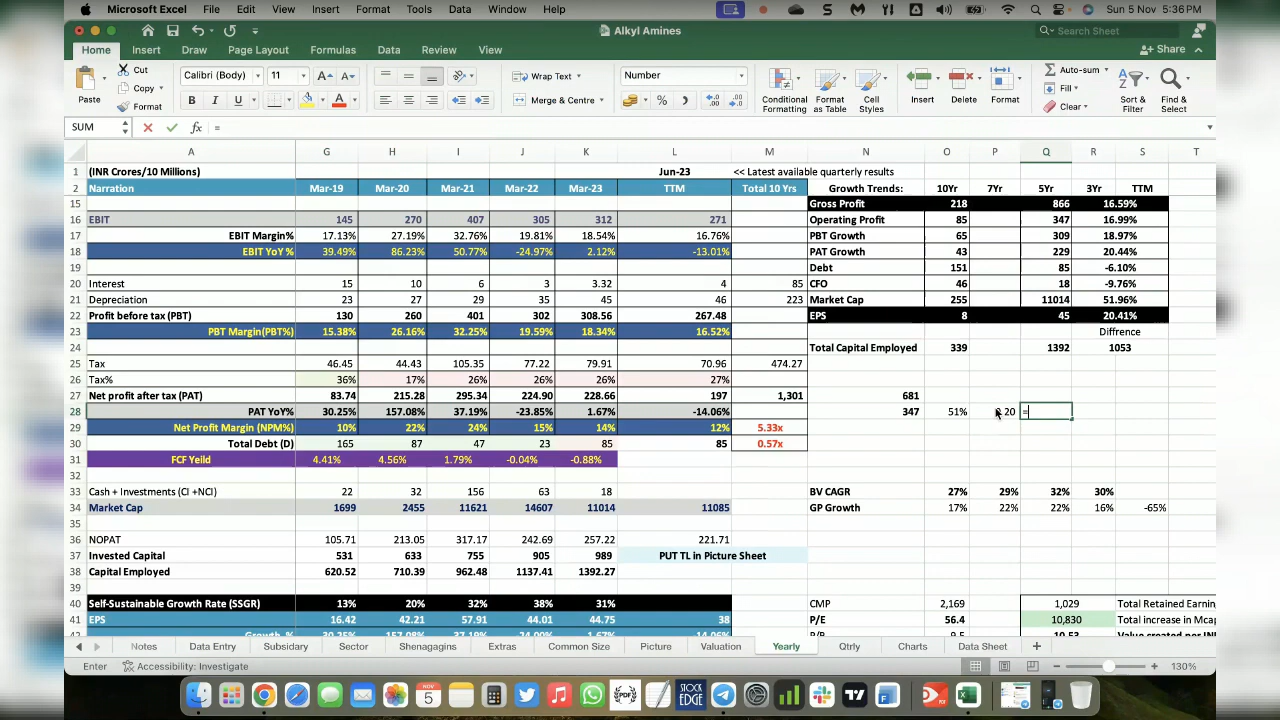 Microsoft Excel File Edit View Insert Format Tools Data Window Help Sun 5 Nov 5:36 PM
Alkyl Amines
Search Sheet
Home Insert Draw Page Layout Formulas Data Review View
Share
Paste Cut Calibri (Body) 11 Wrap Text Number Auto-sum
Copy Fill
Format B I U Merge & Centre Conditional Formatting Format as Table Cell Styles Insert Delete Format Clear Sort & Filter Find & Select
SUM fx =
A G H I J K L M N O P Q R S T
1 (INR Crores/10 Millions) Jun-23 << Latest available quarterly results
2 Narration Mar-19 Mar-20 Mar-21 Mar-22 Mar-23 TTM Total 10 Yrs Growth Trends: 10Yr 7Yr 5Yr 3Yr TTM
15 Gross Profit 218 866 16.59%
16 EBIT 145 270 407 305 312 271 Operating Profit 85 347 16.99%
17 EBIT Margin% 17.13% 27.19% 32.76% 19.81% 18.54% 16.76% PBT Growth 65 309 18.97%
18 EBIT YoY % 39.49% 86.23% 50.77% -24.97% 2.12% -13.01% PAT Growth 43 229 20.44%
19 Debt 151 85 -6.10%
20 Interest 15 10 6 3 3.32 4 85 CFO 46 18 -9.76%
21 Depreciation 23 27 29 35 45 46 223 Market Cap 255 11014 51.96%
22 Profit before tax (PBT) 130 260 401 302 308.56 267.48 EPS 8 45 20.41%
23 PBT Margin(PBT%) 15.38% 26.16% 32.25% 19.59% 18.34% 16.52% Diffrence
24 Total Capital Employed 339 1392 1053
25 Tax 46.45 44.43 105.35 77.22 79.91 70.96 474.27
26 Tax% 36% 17% 26% 26% 26% 27%
27 Net profit after tax (PAT) 83.74 215.28 295.34 224.90 228.66 197 1,301 681
28 PAT YoY% 30.25% 157.08% 37.19% -23.85% 1.67% -14.06% 347 51% =
29 Net Profit Margin (NPM%) 10% 22% 24% 15% 14% 12% 5.33x
30 Total Debt (D) 165 87 47 23 85 85 0.57x
31 FCF Yeild 4.41% 4.56% 1.79% -0.04% -0.88%
32
33 Cash + Investments (CI +NCI) 22 32 156 63 18 BV CAGR 27% 29% 32% 30%
34 Market Cap 1699 2455 11621 14607 11014 11085 GP Growth 17% 22% 22% 16% -65%
35
36 NOPAT 105.71 213.05 317.17 242.69 257.22 221.71
37 Invested Capital 531 633 755 905 989 PUT TL in Picture Sheet
38 Capital Employed 620.52 710.39 962.48 1137.41 1392.27
39
40 Self-Sustainable Growth Rate (SSGR) 13% 20% 32% 38% 31% CMP 2,169 1,029 Total Retained Earnin
41 EPS 16.42 42.21 57.91 44.01 44.75 38 P/E 56.4 10,830 Total increase in Mcap
Notes Data Entry Subsidary Sector Shenagagins Extras Common Size Picture Valuation Yearly Qtrly Charts Data Sheet +
Enter Accessibility: Investigate 130%